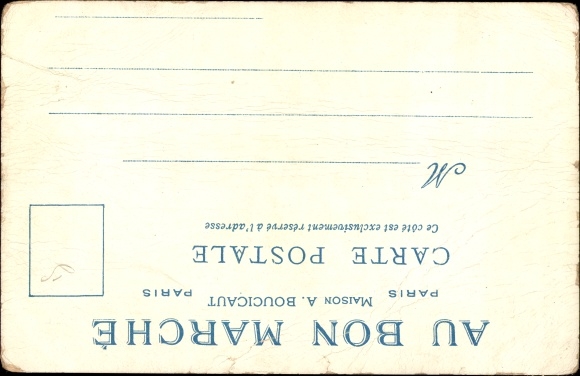 AU BON MARCHÉ
MAISON A. BOUCICAUT
PARIS PARIS
CARTE POSTALE
Ce côté est exclusivement réservé à l'adresse
M